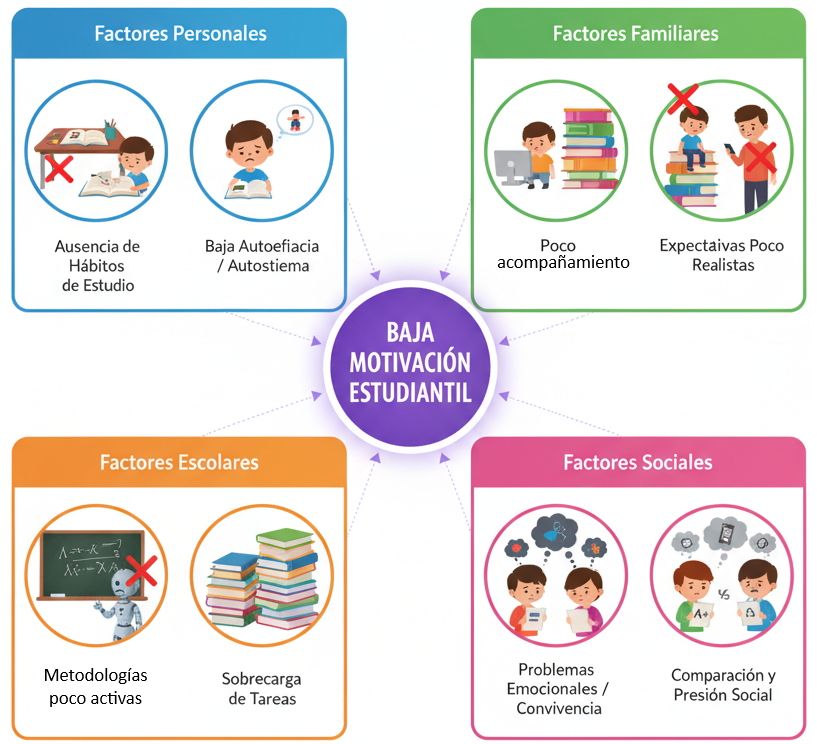 Factores Personales
Ausencia de
Hábitos
de Estudio
Baja Autoefiacia
/ Autostiema
Factores Familiares
Poco
acompañamiento
Expectaivas Poco
Realistas
BAJA
MOTIVACIÓN
ESTUDIANTIL
Factores Escolares
Metodologías
poco activas
Sobrecarga
de Tareas
Factores Sociales
Problemas
Emocionales /
Convivencia
A+
vs
Comparación y
Presión Social